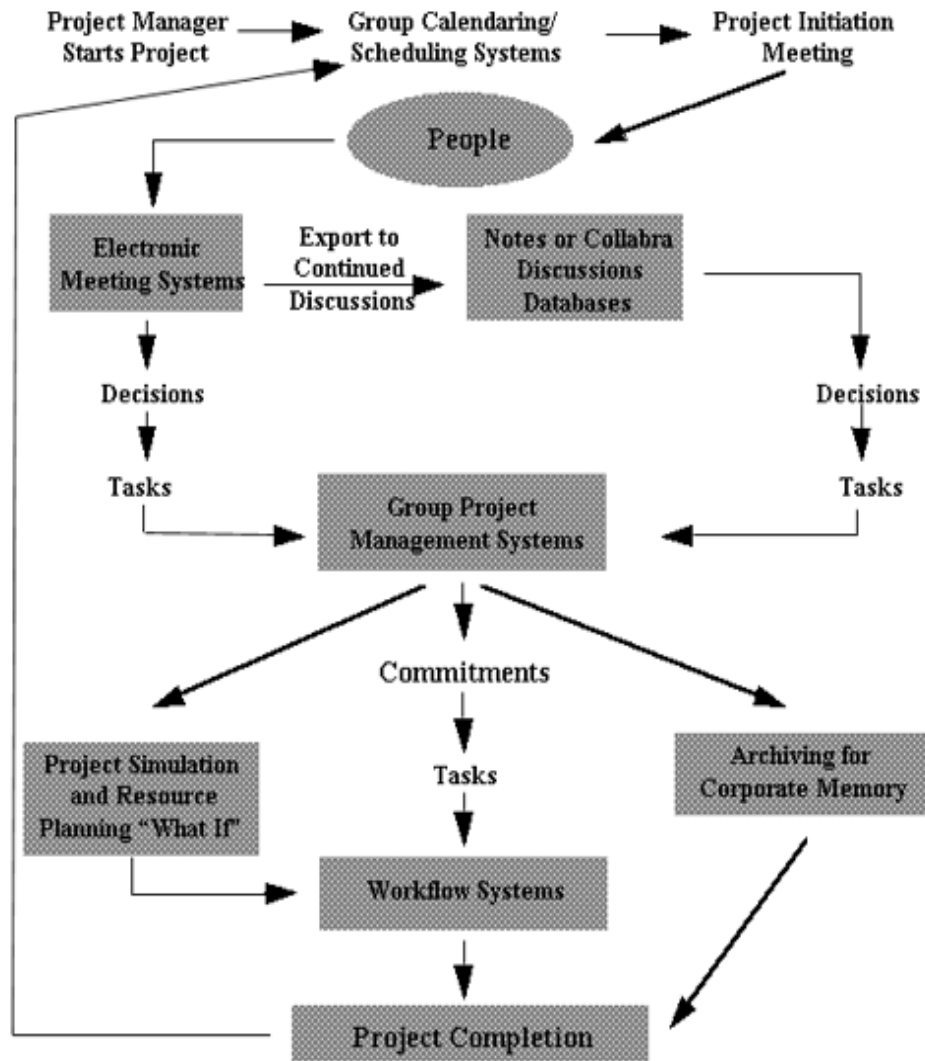 Project Manager
Starts Project
Group Calendaring/
Scheduling Systems
Project Initiation
Meeting
People
Electronic
Meeting Systems
Export to
Continued
Discussions
Notes or Collabra
Discussions
Databases
Decisions
Decisions
Tasks
Tasks
Group Project
Management Systems
Commitments
Project Simulation
and Resource
Planning “What If”
Tasks
Archiving for
Corporate Memory
Workflow Systems
Project Completion